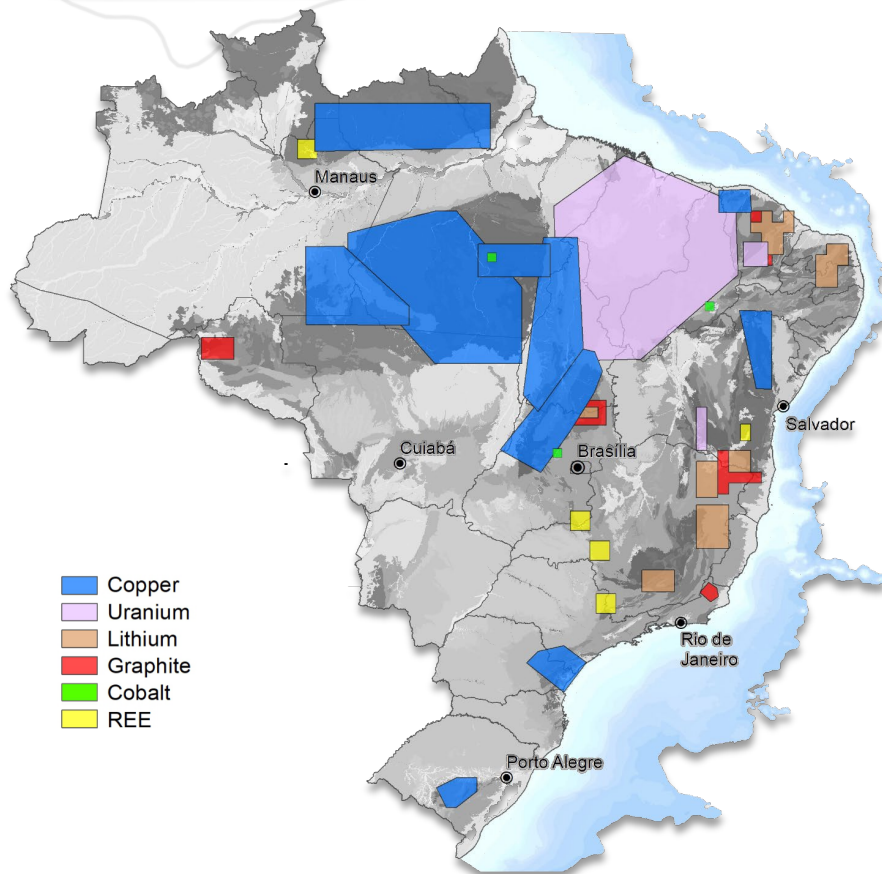 Manaus
Salvador
Cuiabá
Brasília
Copper
Uranium
Lithium
Graphite
Cobalt
REE
Rio de
Janeiro
Porto Alegre